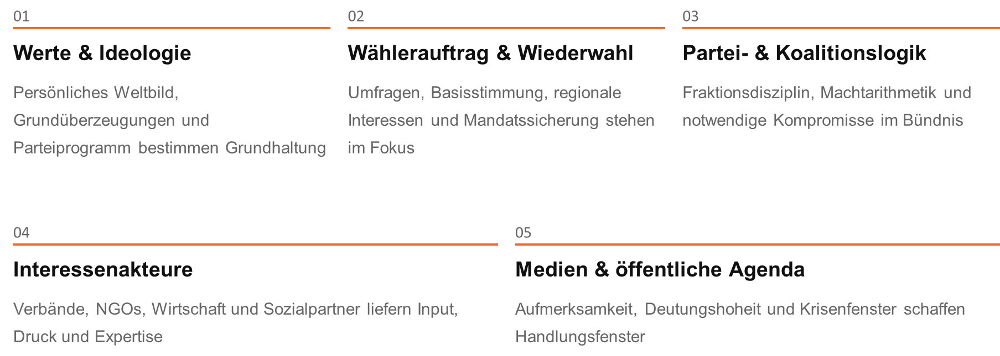 01
Werte & Ideologie
Persönliches Weltbild,
Grundüberzeugungen und
Parteiprogramm bestimmen Grundhaltung
02
Wählerauftrag & Wiederwahl
Umfragen, Basisstimmung, regionale
Interessen und Mandatssicherung stehen
im Fokus
03
Partei- & Koalitionslogik
Fraktionsdisziplin, Machtarithmetik und
notwendige Kompromisse im Bündnis
04
Interessenakteure
Verbände, NGOs, Wirtschaft und Sozialpartner liefern Input,
Druck und Expertise
05
Medien & öffentliche Agenda
Aufmerksamkeit, Deutungshoheit und Krisenfenster schaffen
Handlungsfenster